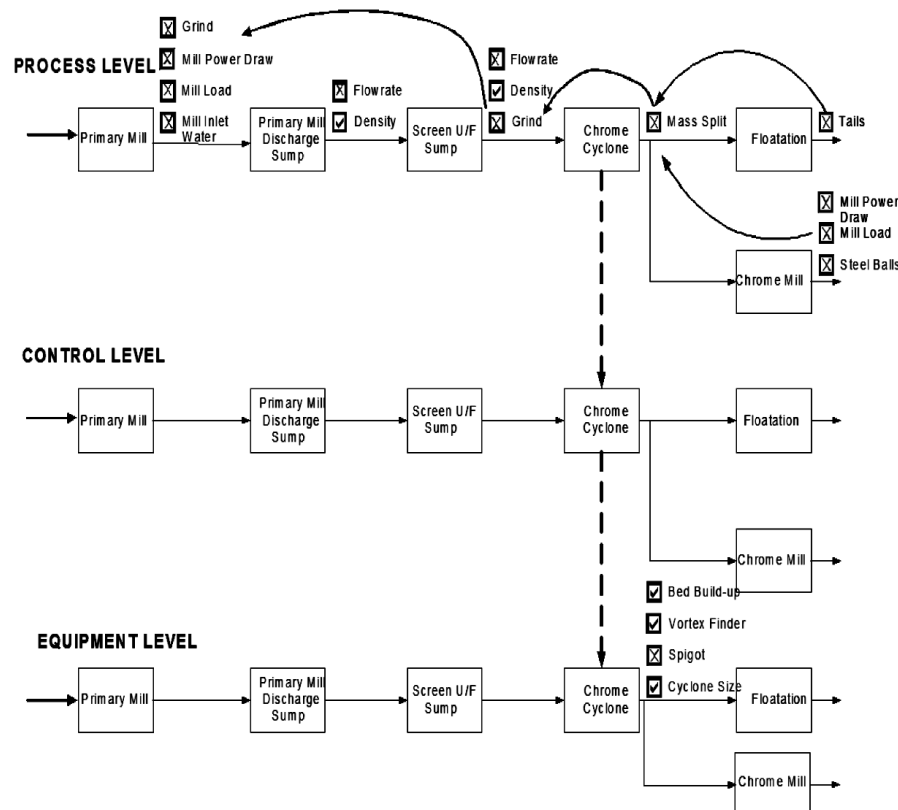 Grind
PROCESS LEVEL
Mill Power Draw
Mill Load
Mill Inlet
Water
Flowrate
Density
Flowrate
Density
Grind
Mass Split
Tails
Primary Mill
Primary Mill
Discharge
Sump
Screen U/F
Sump
Chrome
Cyclone
Floatation
Mill Power
Draw
Mill Load
Steel Balls
Chrome Mill
CONTROL LEVEL
Primary Mill
Primary Mill
Discharge
Sump
Screen U/F
Sump
Chrome
Cyclone
Floatation
Chrome Mill
Bed Build-up
Vortex Finder
Spigot
Cyclone Size
EQUIPMENT LEVEL
Primary Mill
Primary Mill
Discharge
Sump
Screen U/F
Sump
Chrome
Cyclone
Floatation
Chrome Mill